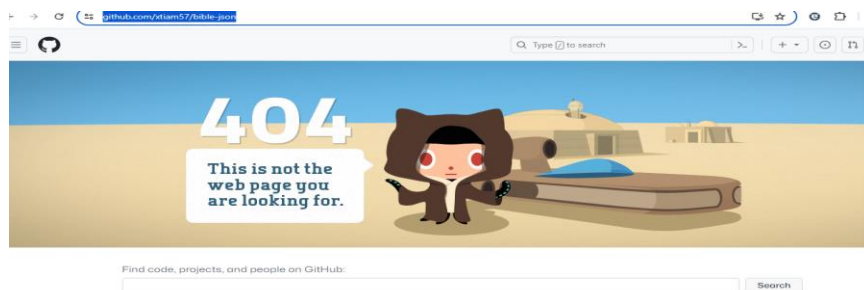 github.com/xtiam57/bible-json
Type / to search
404
This is not the
web page you
are looking for.
Find code, projects, and people on GitHub:
Search